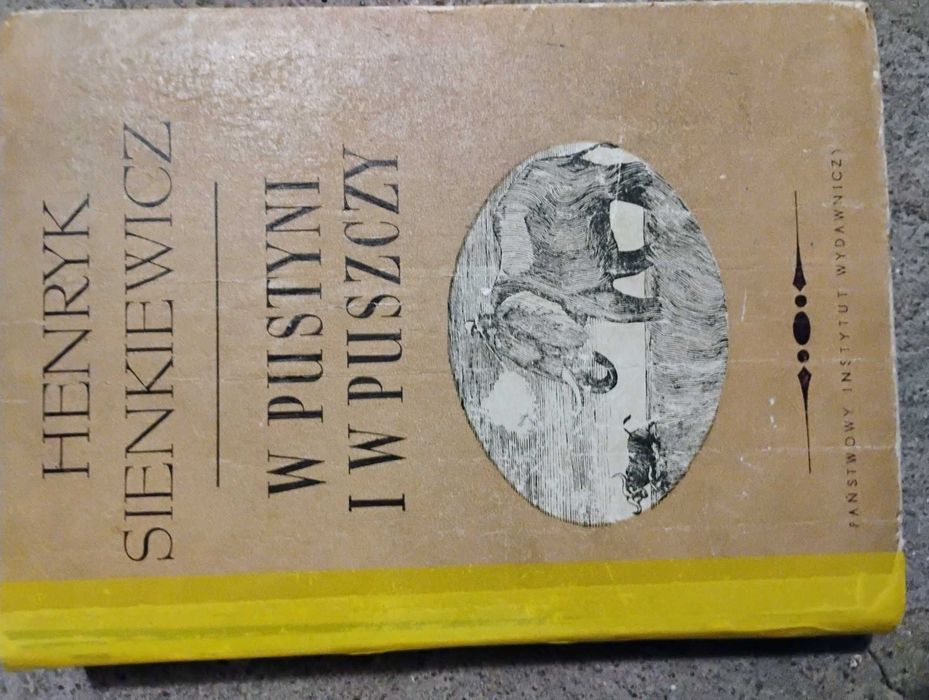 HENRYK
SIENKIEWICZ
W PUSTYNI
I W PUSZCZY
PAŃSTWOWY INSTYTUT WYDAWNICZY